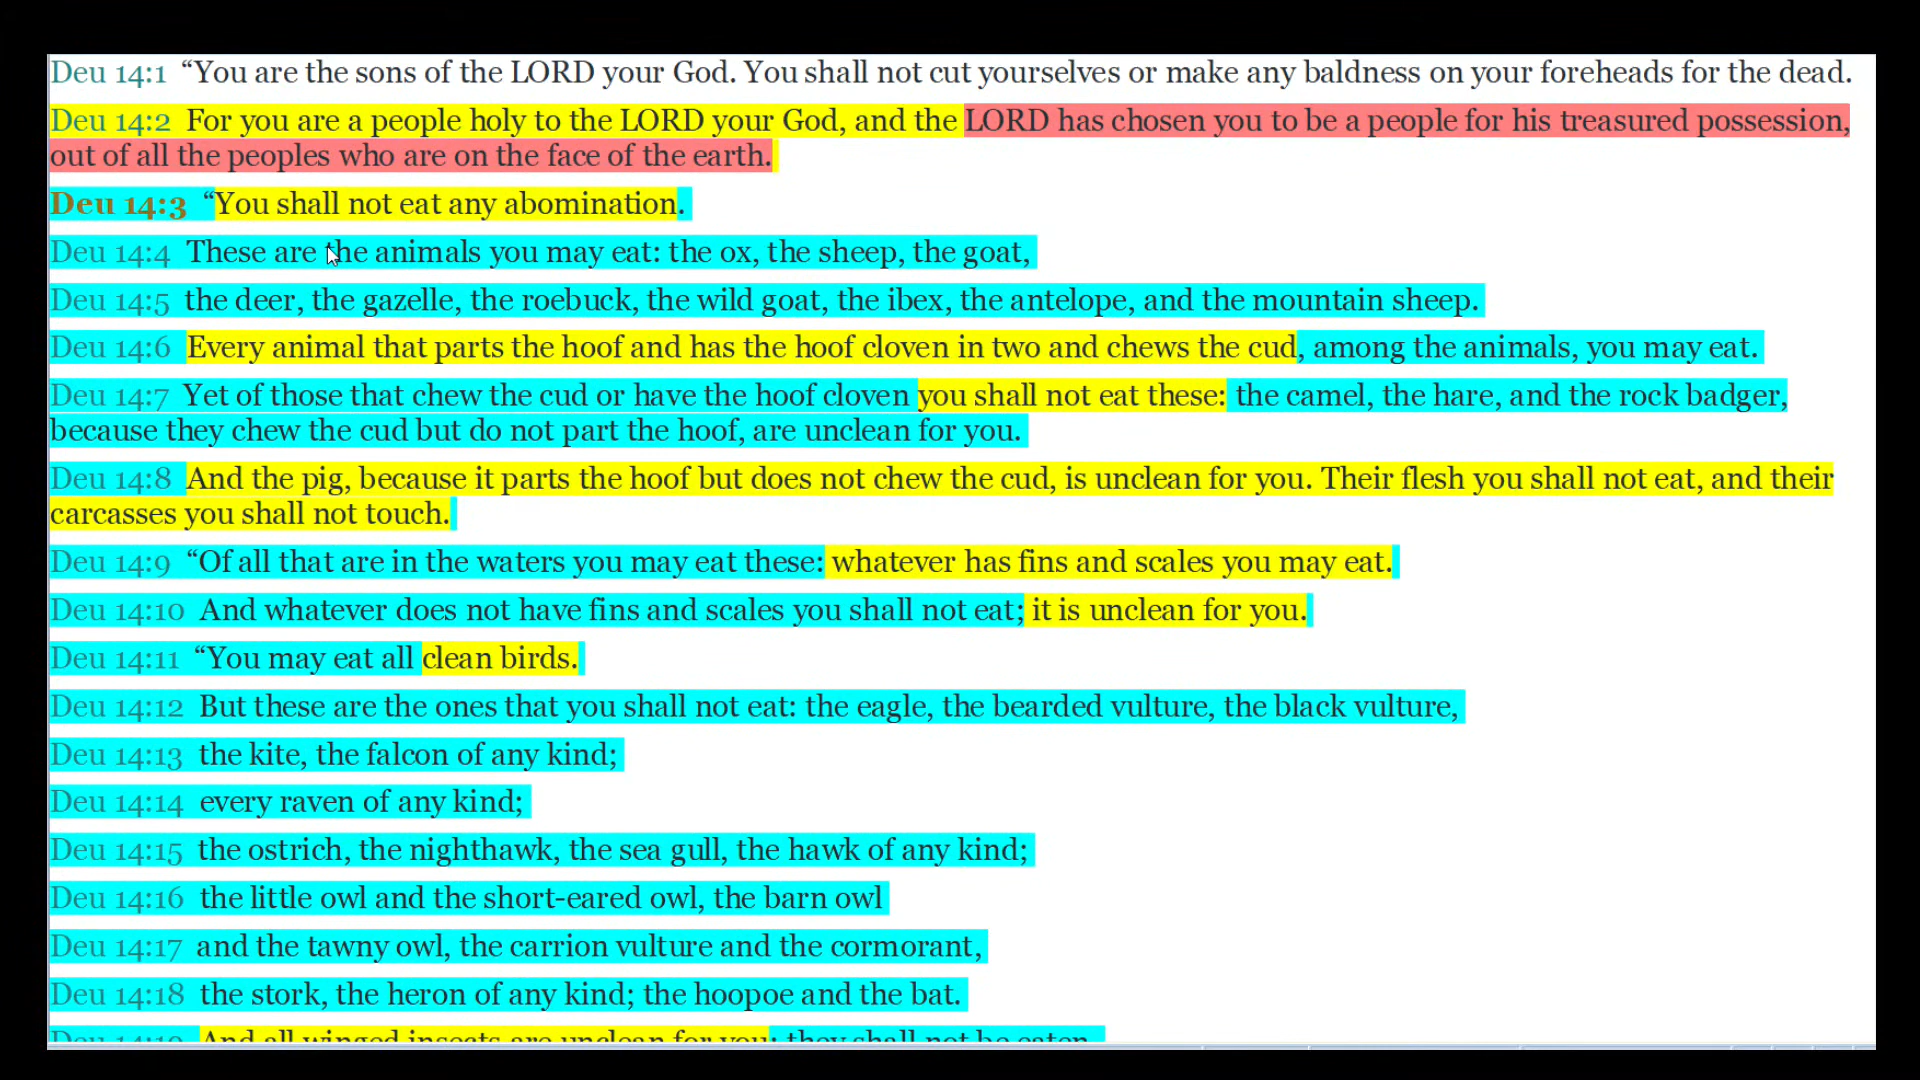 Deu 14:1 “You are the sons of the LORD your God. You shall not cut yourselves or make any baldness on your foreheads for the dead.
Deu 14:2 For you are a people holy to the LORD your God, and the LORD has chosen you to be a people for his treasured possession,
out of all the peoples who are on the face of the earth.
Deu 14:3 “You shall not eat any abomination.
Deu 14:4 These are the animals you may eat: the ox, the sheep, the goat,
Deu 14:5 the deer, the gazelle, the roebuck, the wild goat, the ibex, the antelope, and the mountain sheep.
Deu 14:6 Every animal that parts the hoof and has the hoof cloven in two and chews the cud, among the animals, you may eat.
Deu 14:7 Yet of those that chew the cud or have the hoof cloven you shall not eat these: the camel, the hare, and the rock badger,
because they chew the cud but do not part the hoof, are unclean for you.
Deu 14:8 And the pig, because it parts the hoof but does not chew the cud, is unclean for you. Their flesh you shall not eat, and their
carcasses you shall not touch.
Deu 14:9 “Of all that are in the waters you may eat these: whatever has fins and scales you may eat.
Deu 14:10 And whatever does not have fins and scales you shall not eat; it is unclean for you.
Deu 14:11 “You may eat all clean birds.
Deu 14:12 But these are the ones that you shall not eat: the eagle, the bearded vulture, the black vulture,
Deu 14:13 the kite, the falcon of any kind;
Deu 14:14 every raven of any kind;
Deu 14:15 the ostrich, the nighthawk, the sea gull, the hawk of any kind;
Deu 14:16 the little owl and the short-eared owl, the barn owl
Deu 14:17 and the tawny owl, the carrion vulture and the cormorant,
Deu 14:18 the stork, the heron of any kind; the hoopoe and the bat.
Deu 14:19 And all winged insects are unclean for you; they shall not be eaten.